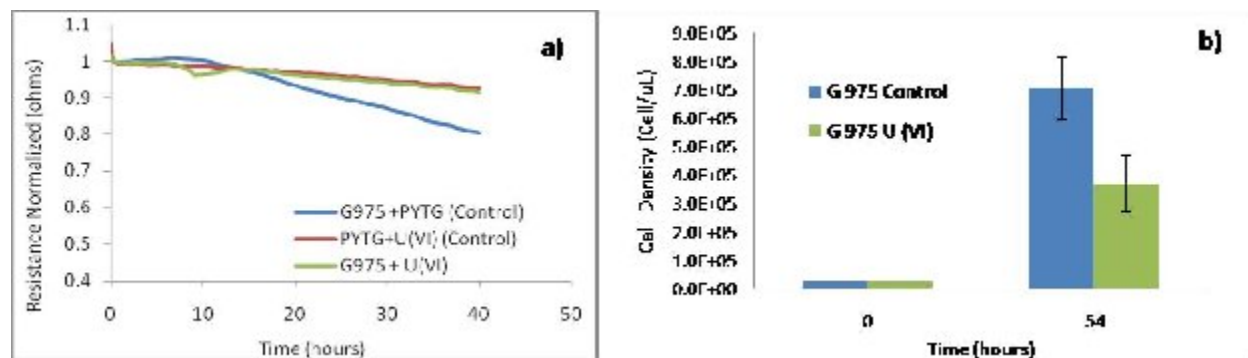 a)
Resistance Normalized (ohms)
1
0.9
0.8
0.7
0.6
0.5
0.4
G975+PYTG (Control)
PYTG+U(VI) (Control)
G975+ U(VI)
0 10 20 30 40 50
Time (hours)
b)
Cell Density (Cell/uL)
9.0E+05
8.0E+05
7.0E+05
6.0E+05
5.0E+05
4.0E+05
3.0E+05
2.0E+05
1.0E+05
0.0E+00
G975 Control
G975 U (VI)
0 54
Time (hours)